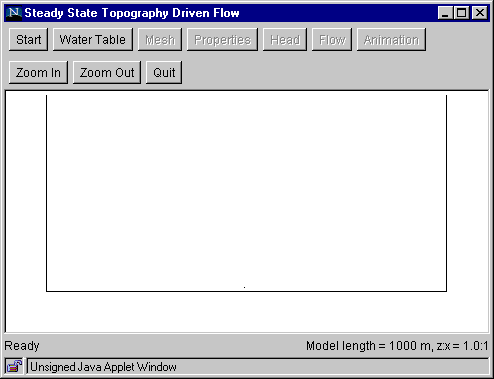 Steady State Topography Driven Flow
Start Water Table Mesh Properties Head Flow Animation
Zoom In Zoom Out Quit
Ready Model length = 1000 m, z:x = 1.0:1
Unsigned Java Applet Window